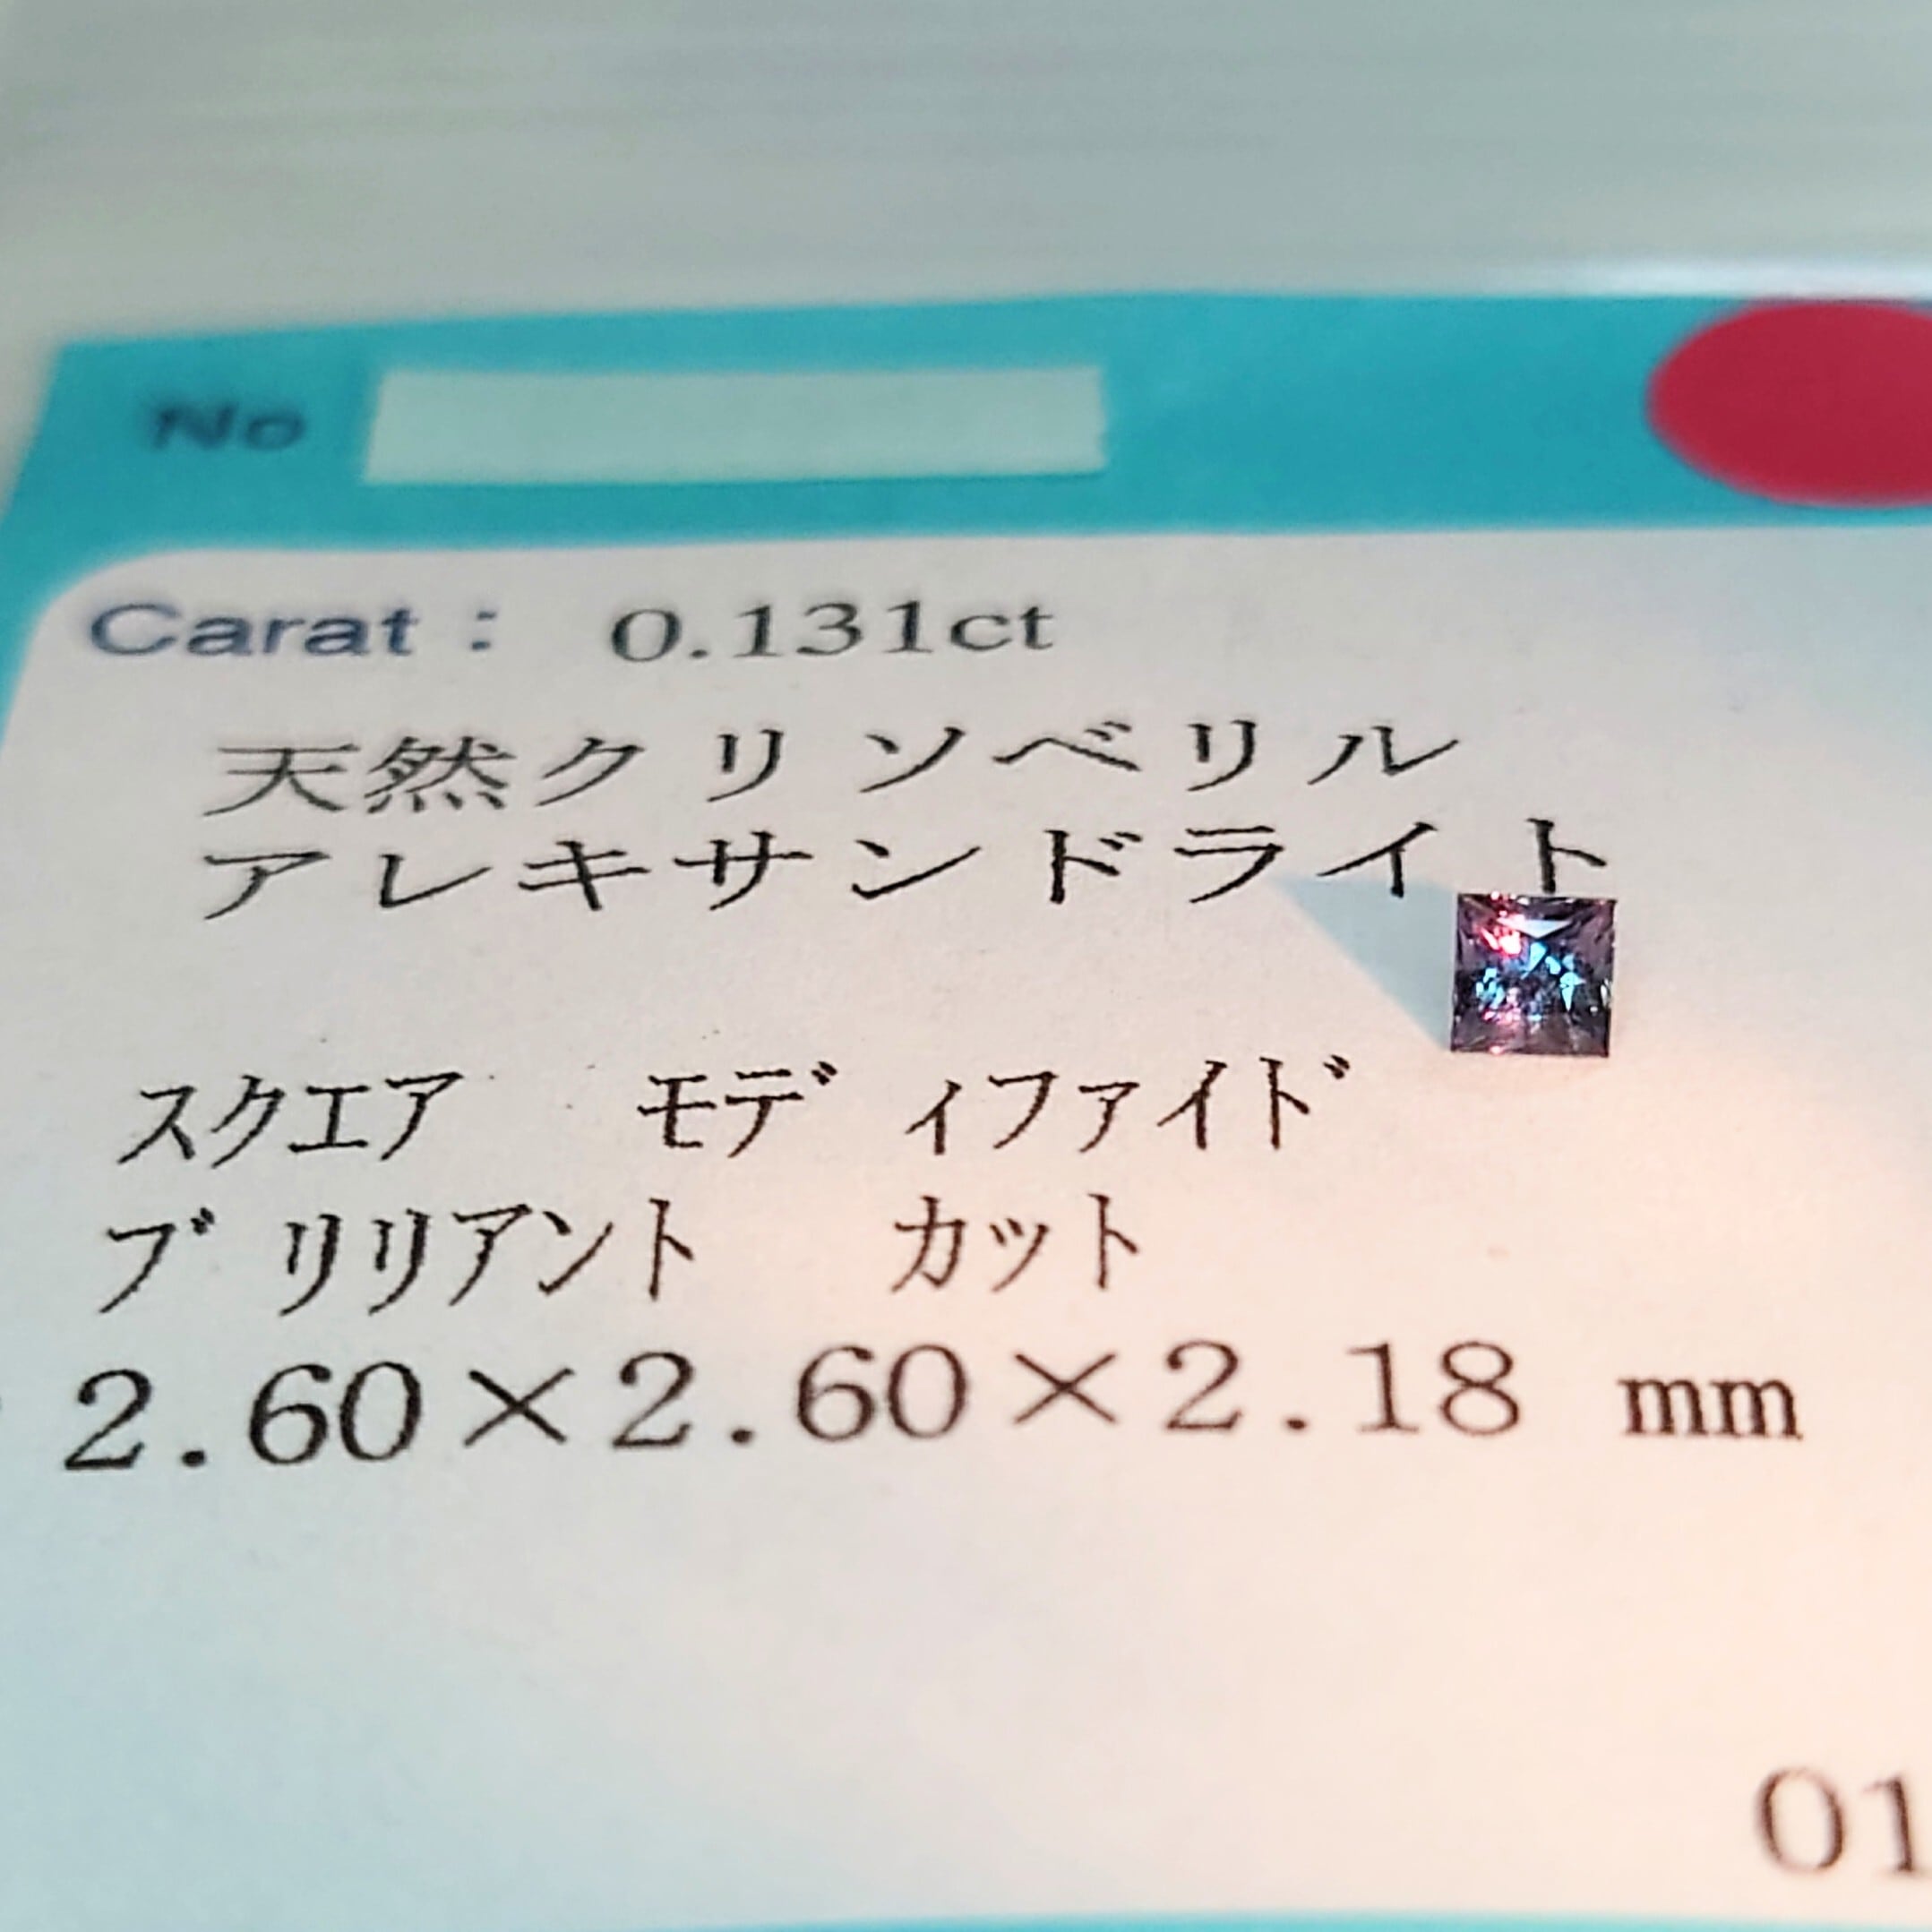 No
Carat : 0.131ct
天然クリソベリル
アレキサンドライト
スクエア モディファイド
ブリリアント カット
2.60×2.60×2.18 mm
01